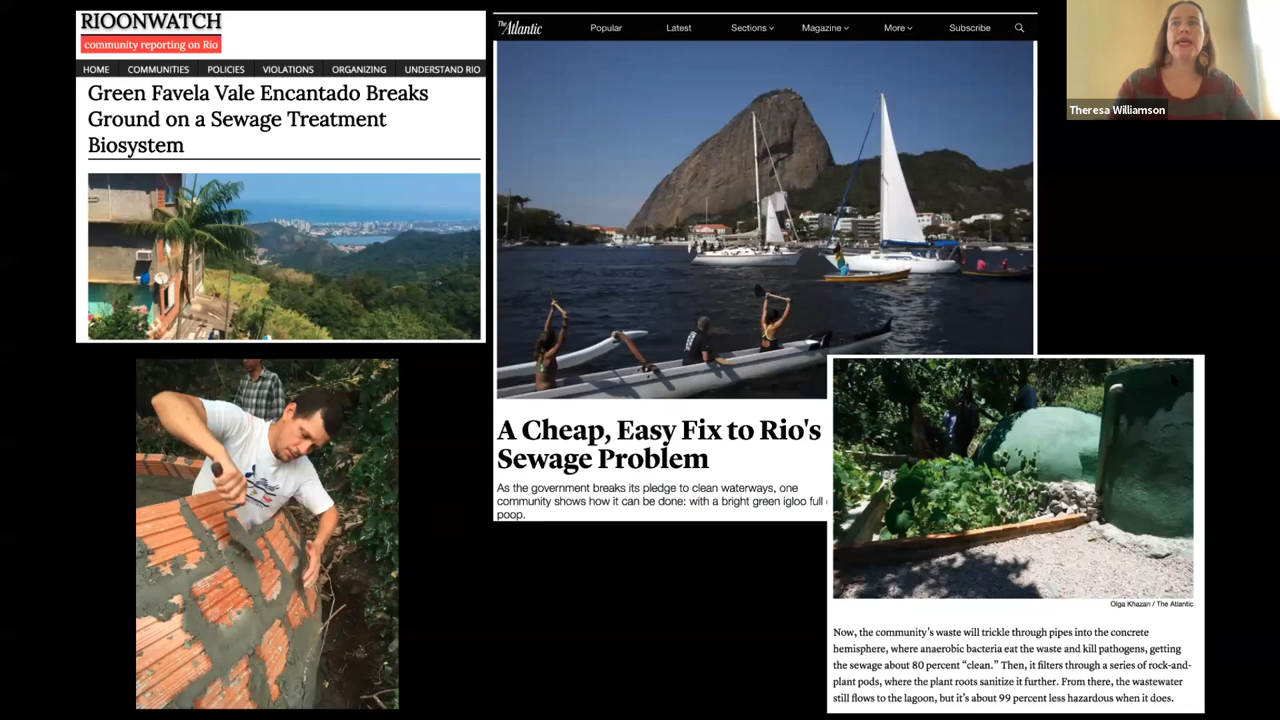 RIOONWATCH
community reporting on Rio
HOME COMMUNITIES POLICIES VIOLATIONS ORGANIZING UNDERSTAND RIO
Green Favela Vale Encantado Breaks
Ground on a Sewage Treatment
Biosystem
The Atlantic Popular Latest Sections Magazine More Subscribe
A Cheap, Easy Fix to Rio's
Sewage Problem
As the government breaks its pledge to clean waterways, one
community shows how it can be done: with a bright green igloo full
poop.
Olga Khazan / The Atlantic
Now, the community's waste will trickle through pipes into the concrete
hemisphere, where anaerobic bacteria eat the waste and kill pathogens, getting
the sewage about 80 percent “clean.” Then, it filters through a series of rock-and-
plant pods, where the plant roots sanitize it further. From there, the wastewater
still flows to the lagoon, but it's about 99 percent less hazardous when it does.
Theresa Williamson